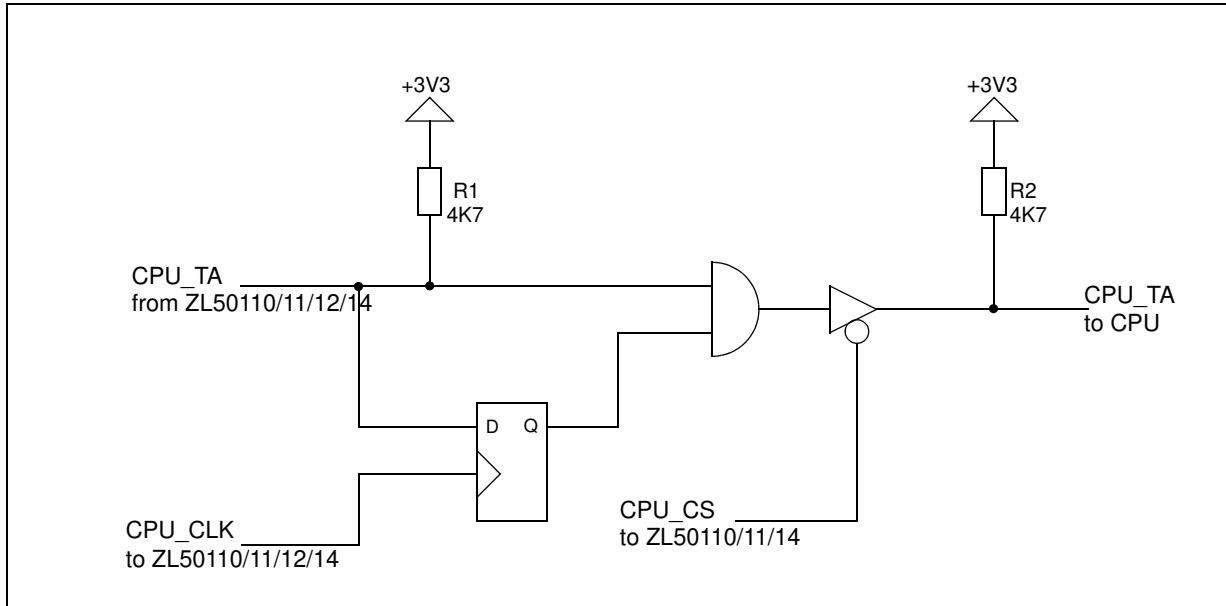 +3V3
+3V3
R1
4K7
R2
4K7
CPU_TA
from ZL50110/11/12/14
CPU_TA
to CPU
D Q
CPU_CS
to ZL50110/11/14
CPU_CLK
to ZL50110/11/12/14